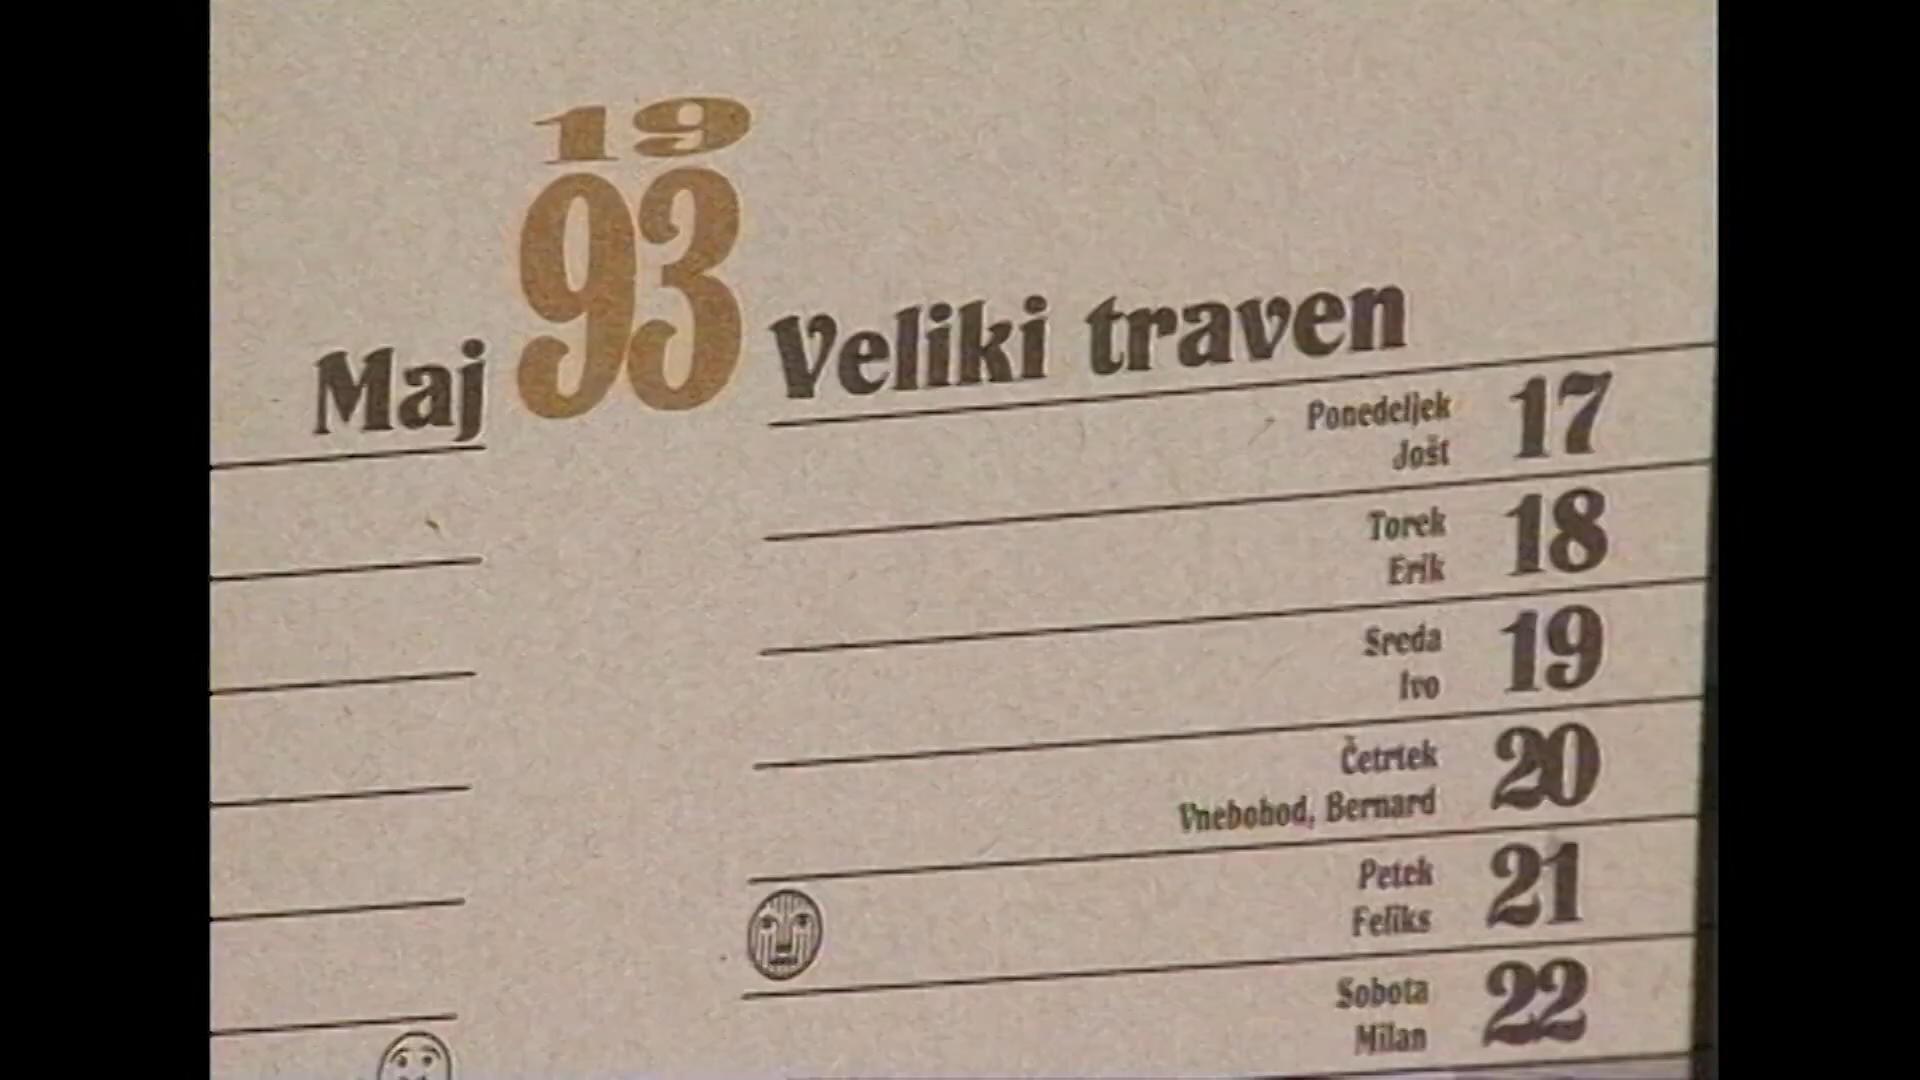 19
93
Maj
Veliki traven
Ponedeljek 17
Jošt
Torek 18
Erik
Sreda 19
Ivo
Četrtek 20
Vnebohod, Bernard
Petek 21
Feliks
Sobota 22
Milan